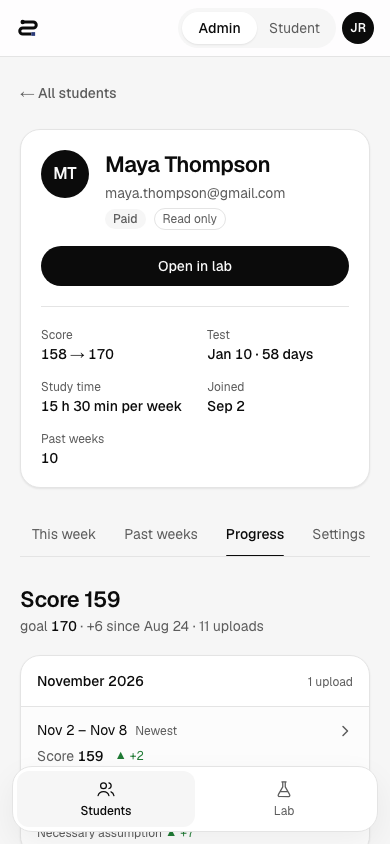 Admin Student JR
← All students
MT
Maya Thompson
maya.thompson@gmail.com
Paid Read only
Open in lab
Score Test
158 → 170 Jan 10 · 58 days
Study time Joined
15 h 30 min per week Sep 2
Past weeks
10
This week Past weeks Progress Settings
Score 159
goal 170 · +6 since Aug 24 · 11 uploads
November 2026 1 upload
Nov 2 – Nov 8 Newest
Score 159 ▲ +2
Students Lab
Necessary assumption ▲ +7